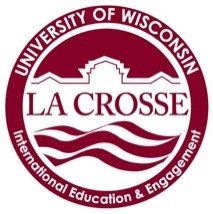 UNIVERSITY OF WISCONSIN
LA CROSSE
International Education & Engagement